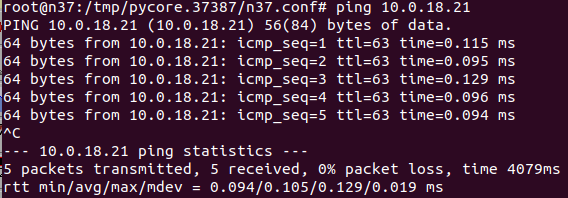 root@n37:/tmp/pycore.37387/n37.conf# ping 10.0.18.21
PING 10.0.18.21 (10.0.18.21) 56(84) bytes of data.
64 bytes from 10.0.18.21: icmp_seq=1 ttl=63 time=0.115 ms
64 bytes from 10.0.18.21: icmp_seq=2 ttl=63 time=0.095 ms
64 bytes from 10.0.18.21: icmp_seq=3 ttl=63 time=0.129 ms
64 bytes from 10.0.18.21: icmp_seq=4 ttl=63 time=0.096 ms
64 bytes from 10.0.18.21: icmp_seq=5 ttl=63 time=0.094 ms
^C
--- 10.0.18.21 ping statistics ---
5 packets transmitted, 5 received, 0% packet loss, time 4079ms
rtt min/avg/max/mdev = 0.094/0.105/0.129/0.019 ms